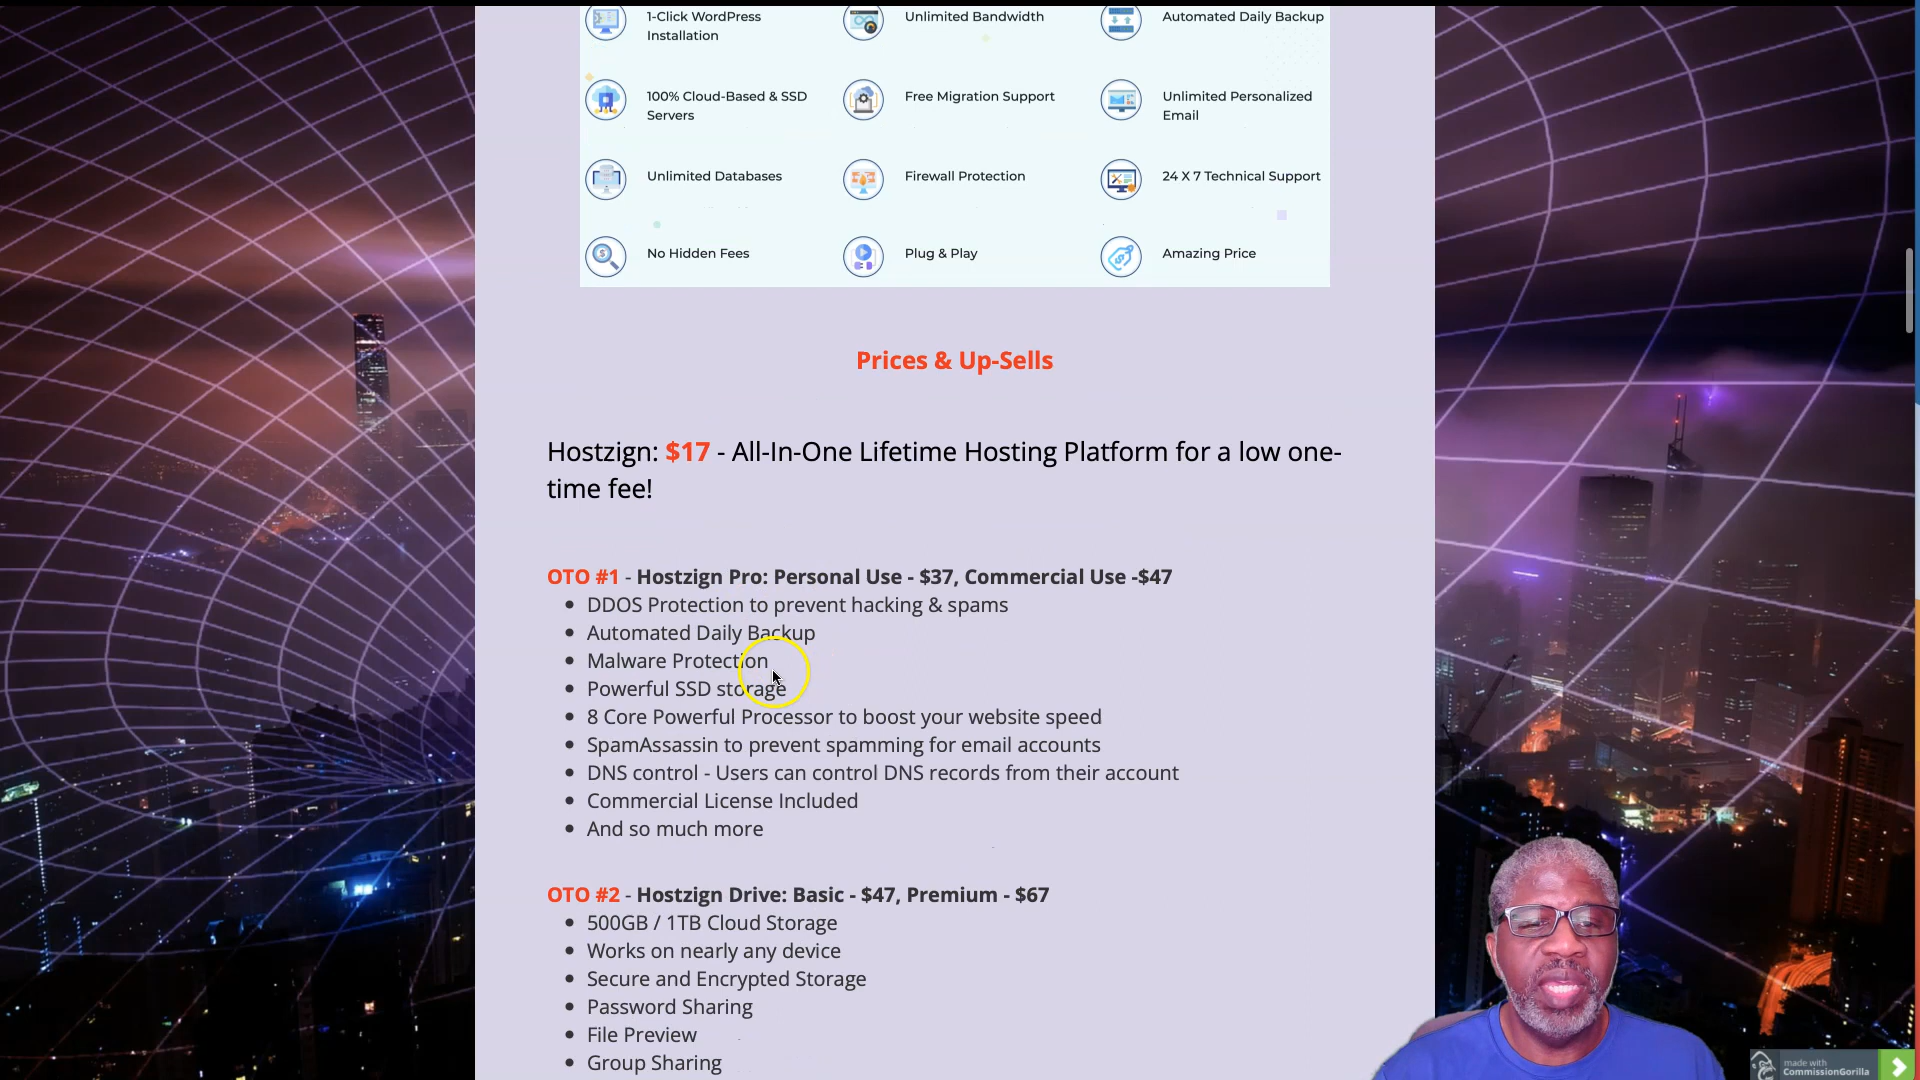 1-Click WordPress
Installation
Unlimited Bandwidth
Automated Daily Backup
100% Cloud-Based & SSD
Servers
Free Migration Support
Unlimited Personalized
Email
Unlimited Databases
Firewall Protection
24 X 7 Technical Support
No Hidden Fees
Plug & Play
Amazing Price
Prices & Up-Sells
Hostzign: $17 - All-In-One Lifetime Hosting Platform for a low one-
time fee!
OTO #1 - Hostzign Pro: Personal Use - $37, Commercial Use -$47
• DDOS Protection to prevent hacking & spams
• Automated Daily Backup
• Malware Protection
• Powerful SSD storage
• 8 Core Powerful Processor to boost your website speed
• SpamAssassin to prevent spamming for email accounts
• DNS control - Users can control DNS records from their account
• Commercial License Included
• And so much more
OTO #2 - Hostzign Drive: Basic - $47, Premium - $67
• 500GB / 1TB Cloud Storage
• Works on nearly any device
• Secure and Encrypted Storage
• Password Sharing
• File Preview
• Group Sharing
made with
CommissionGorilla